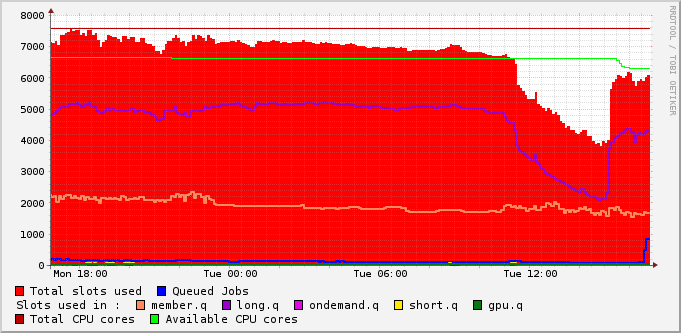 8000
7000
6000
5000
4000
3000
2000
1000
0
Mon 18:00 Tue 00:00 Tue 06:00 Tue 12:00
RRDTOOL / TOBI OETIKER
Total slots used Queued Jobs
Slots used in : member.q long.q ondemand.q short.q gpu.q
Total CPU cores Available CPU cores